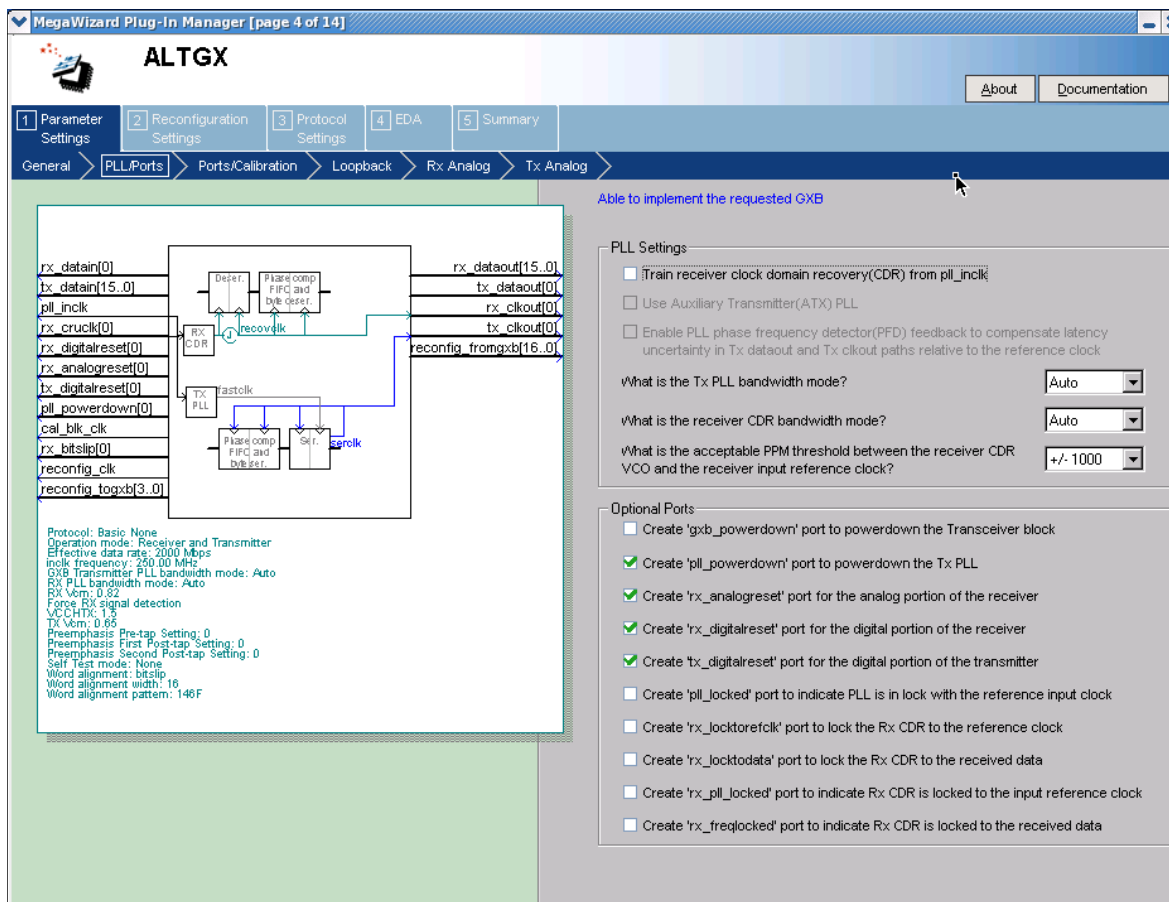 MegaWizard Plug-In Manager [page 4 of 14]
ALTGX
About
Documentation
1 Parameter Settings
2 Reconfiguration Settings
3 Protocol Settings
4 EDA
5 Summary
General
PLL/Ports
Ports/Calibration
Loopback
Rx Analog
Tx Analog
rx_datain[0]
tx_datain[15..0]
pll_inclk
rx_cruclk[0]
rx_digitalreset[0]
rx_analogreset[0]
tx_digitalreset[0]
pll_powerdown[0]
cal_blk_clk
rx_bitslip[0]
reconfig_clk
reconfig_togxb[3..0]
Deser.
Phase comp
FIFO and
byte deser.
RX
CDR
recovclk
TX
PLL
fastclk
Phase comp
FIFO and
byte ser.
Ser.
serclk
rx_dataout[15..0]
tx_dataout[0]
rx_clkout[0]
tx_clkout[0]
reconfig_fromgxb[16..0]
Protocol: Basic None
Operation mode: Receiver and Transmitter
Effective data rate: 2000 Mbps
inclk frequency: 250.00 MHz
GXB Transmitter PLL bandwidth mode: Auto
RX PLL bandwidth mode: Auto
RX Vcm: 0.82
Force RX signal detection
VCCHTX: 1.5
TX Vcm: 0.65
Preemphasis Pre-tap Setting: 0
Preemphasis First Post-tap Setting: 0
Preemphasis Second Post-tap Setting: 0
Self Test mode: None
Word alignment: bitslip
Word alignment width: 16
Word alignment pattern: 146F
Able to implement the requested GXB
PLL Settings
Train receiver clock domain recovery(CDR) from pll_inclk
Use Auxiliary Transmitter(ATX) PLL
Enable PLL phase frequency detector(PFD) feedback to compensate latency
uncertainty in Tx dataout and Tx clkout paths relative to the reference clock
What is the Tx PLL bandwidth mode? Auto
What is the receiver CDR bandwidth mode? Auto
What is the acceptable PPM threshold between the receiver CDR
VCO and the receiver input reference clock? +/- 1000
Optional Ports
Create 'gxb_powerdown' port to powerdown the Transceiver block
Create 'pll_powerdown' port to powerdown the Tx PLL
Create 'rx_analogreset' port for the analog portion of the receiver
Create 'rx_digitalreset' port for the digital portion of the receiver
Create 'tx_digitalreset' port for the digital portion of the transmitter
Create 'pll_locked' port to indicate PLL is in lock with the reference input clock
Create 'rx_locktorefclk' port to lock the Rx CDR to the reference clock
Create 'rx_locktodata' port to lock the Rx CDR to the received data
Create 'rx_pll_locked' port to indicate Rx CDR is locked to the input reference clock
Create 'rx_freqlocked' port to indicate Rx CDR is locked to the received data